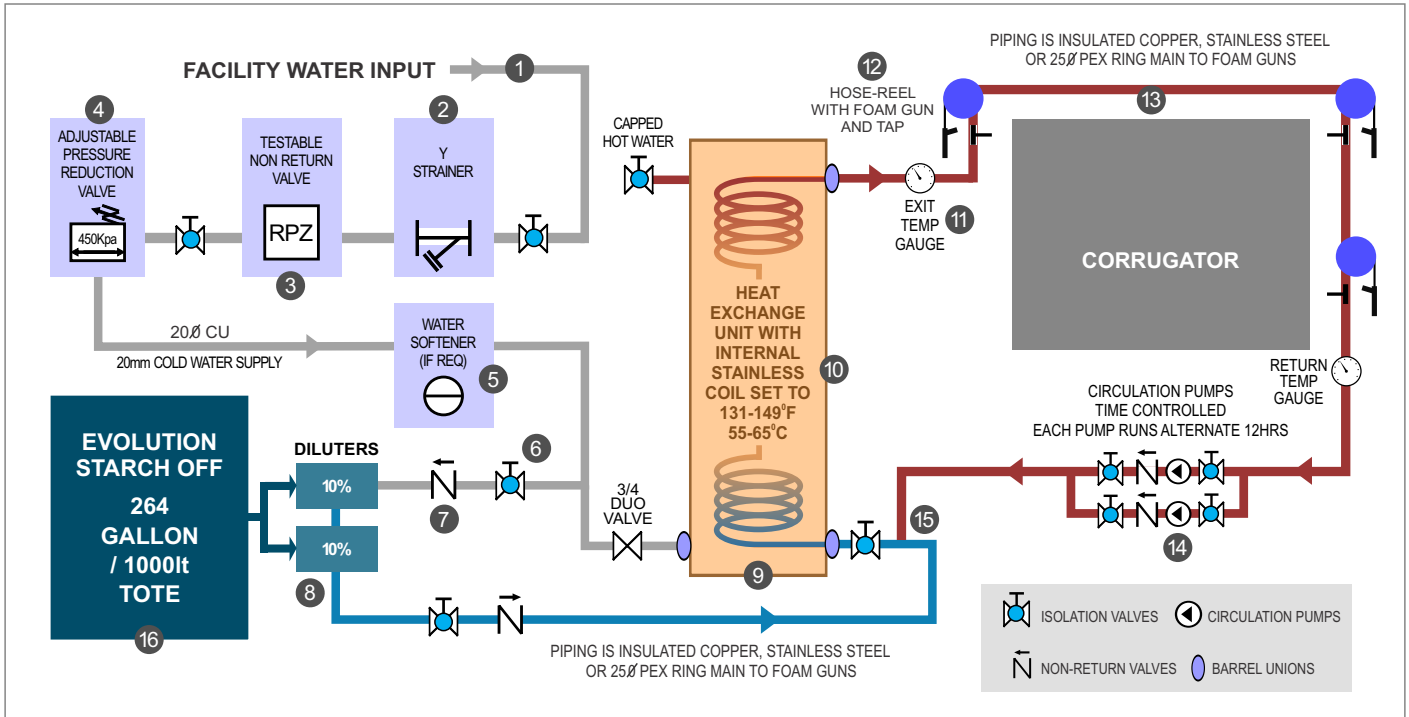 FACILITY WATER INPUT
1
4
ADJUSTABLE
PRESSURE
REDUCTION
VALVE
450Kpa
TESTABLE
NON RETURN
VALVE
RPZ
3
2
Y
STRAINER
20Ø CU
20mm COLD WATER SUPPLY
WATER
SOFTENER
(IF REQ)
5
EVOLUTION
STARCH OFF
264
GALLON
/ 1000lt
TOTE
16
DILUTERS
10%
10%
8
7
6
3/4
DUO
VALVE
CAPPED
HOT WATER
HEAT
EXCHANGE
UNIT WITH
INTERNAL
STAINLESS
COIL SET TO
131-149⁰F
55-65⁰C
10
9
12
HOSE-REEL
WITH FOAM GUN
AND TAP
EXIT
TEMP
GAUGE
11
PIPING IS INSULATED COPPER, STAINLESS STEEL
OR 25Ø PEX RING MAIN TO FOAM GUNS
13
CORRUGATOR
RETURN
TEMP
GAUGE
CIRCULATION PUMPS
TIME CONTROLLED
EACH PUMP RUNS ALTERNATE 12HRS
14
15
PIPING IS INSULATED COPPER, STAINLESS STEEL
OR 25Ø PEX RING MAIN TO FOAM GUNS
ISOLATION VALVES
CIRCULATION PUMPS
NON-RETURN VALVES
BARREL UNIONS